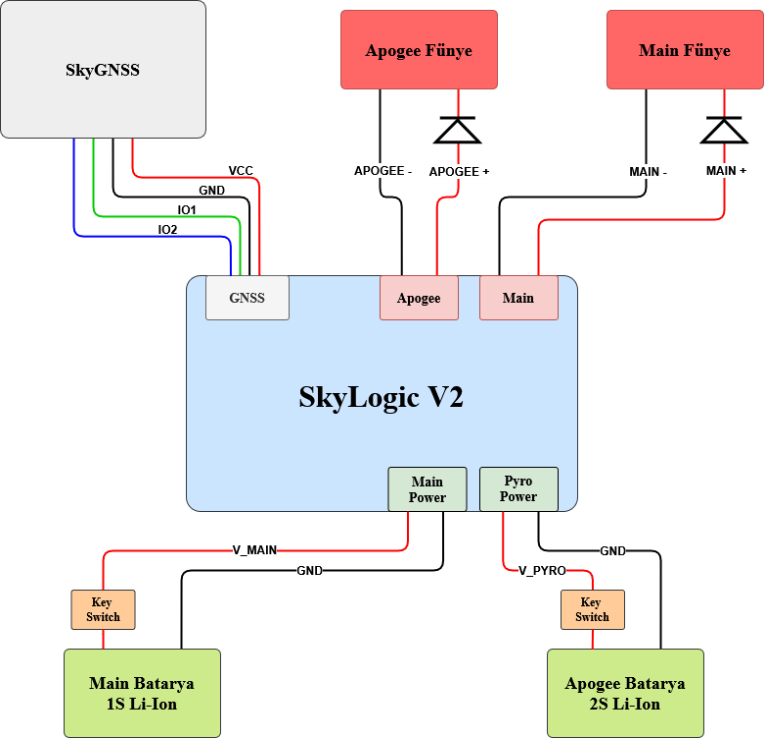 SkyGNSS
Apogee Fünye
Main Fünye
VCC
GND
IO1
IO2
APOGEE -
APOGEE +
MAIN -
MAIN +
GNSS
Apogee
Main
SkyLogic V2
Main
Power
Pyro
Power
V_MAIN
GND
V_PYRO
GND
Key
Switch
Key
Switch
Main Batarya
1S Li-Ion
Apogee Batarya
2S Li-Ion